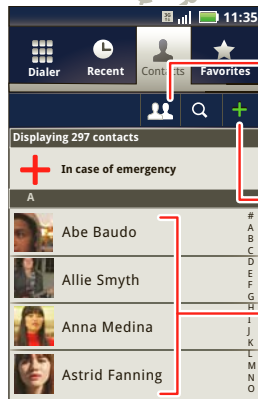 3G 11:35
Dialer Recent Contacts Favorites
Displaying 297 contacts
In case of emergency
A
Abe Baudo
Allie Smyth
Anna Medina
Astrid Fanning
#
A
B
C
D
E
F
G
H
I
J
K
L
M
N
O